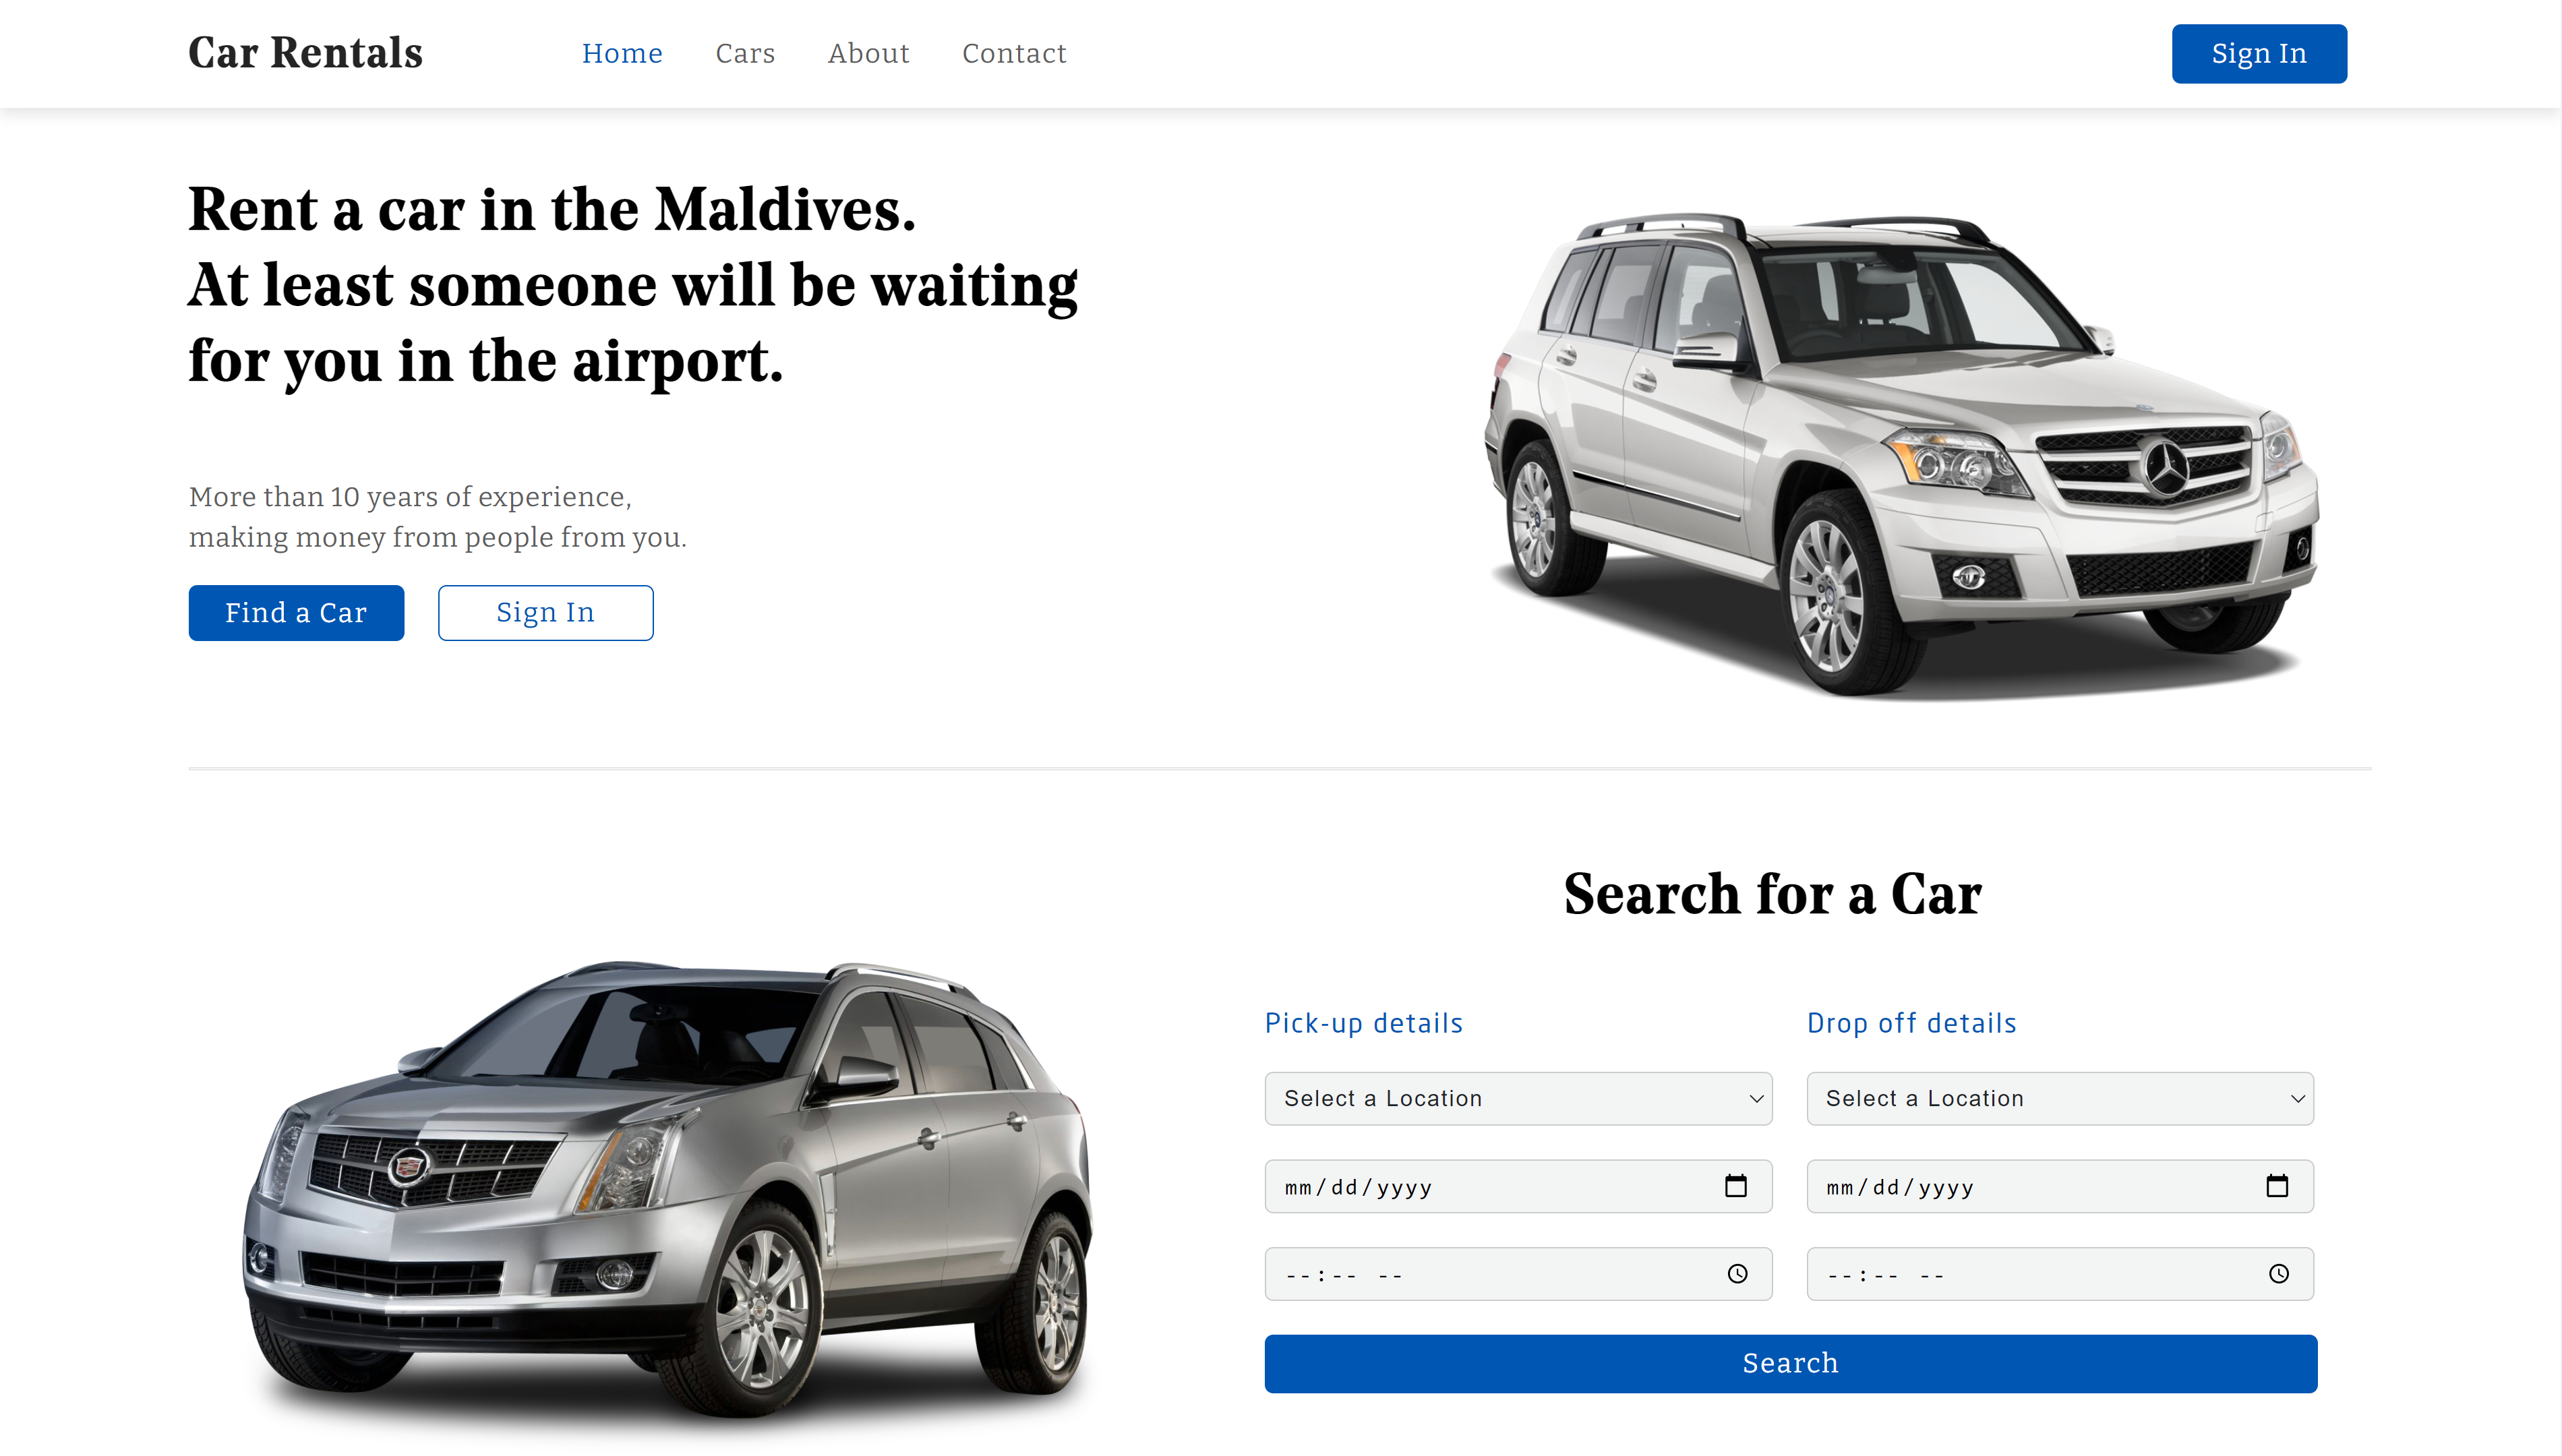 Car Rentals
Home
Cars
About
Contact
Sign In
Rent a car in the Maldives.
At least someone will be waiting
for you in the airport.
More than 10 years of experience,
making money from people from you.
Find a Car
Sign In
Search for a Car
Pick-up details
Drop off details
Select a Location
Select a Location
mm/dd/yyyy
mm/dd/yyyy
--:-- --
--:-- --
Search